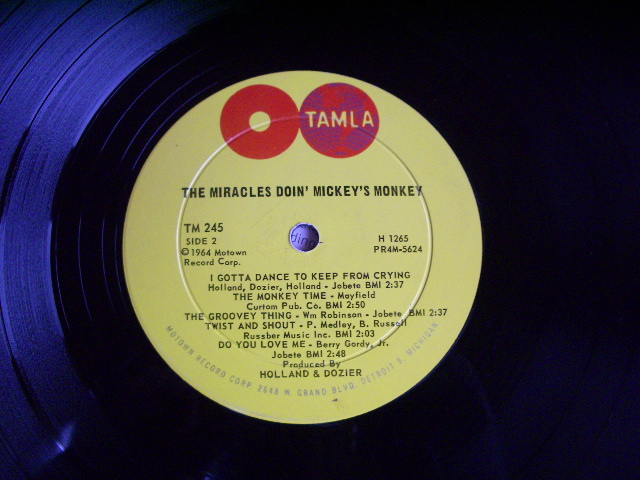 TAMLA
THE MIRACLES DOIN' MICKEY'S MONKEY
TM 245
SIDE 2
©1964 Motown
Record Corp.
H 1265
PR4M-5624
I GOTTA DANCE TO KEEP FROM CRYING
Holland, Dozier, Holland - Jobete BMI 2:37
THE MONKEY TIME - Mayfield
Curtom Pub. Co. BMI 2:50
THE GROOVEY THING - Wm Robinson - Jobete BMI 2:37
TWIST AND SHOUT - P. Medley, B. Russell
Russber Music Inc. BMI 2:03
DO YOU LOVE ME - Berry Gordy, Jr.
Jobete BMI 2:48
Produced By
HOLLAND & DOZIER
MOTOWN RECORD CORP. 2648 W. GRAND BLVD. DETROIT 8, MICHIGAN